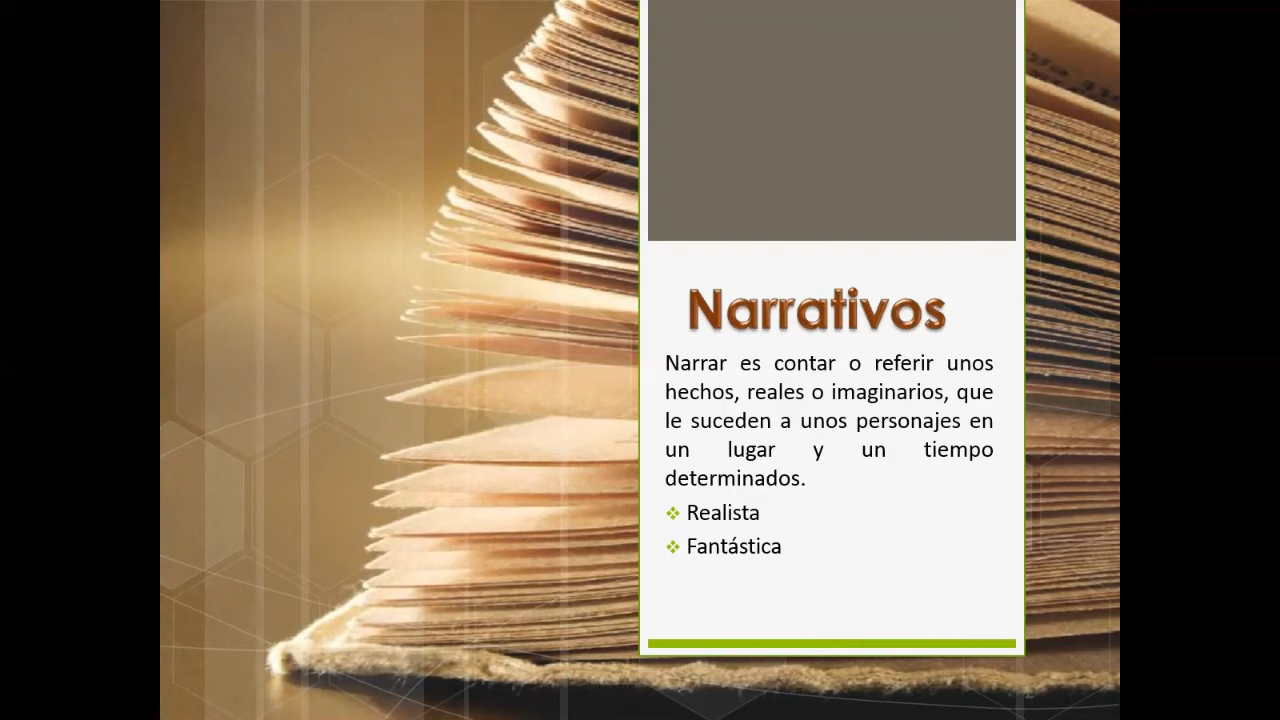 Narrativos
Narrar es contar o referir unos
hechos, reales o imaginarios, que
le suceden a unos personajes en
un lugar y un tiempo
determinados.
Realista
Fantástica